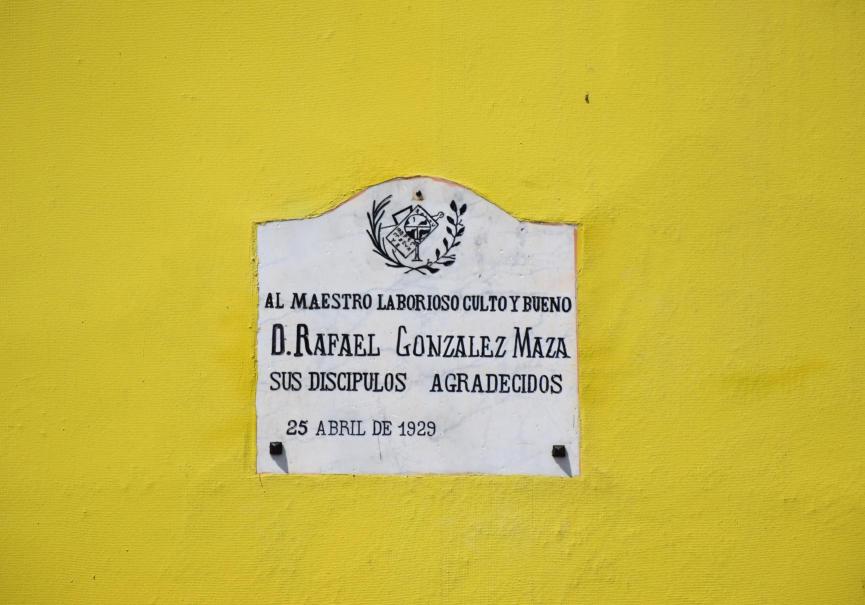 AL MAESTRO LABORIOSO CULTO Y BUENO
D. RAFAEL GONZALEZ MAZA
SUS DISCIPULOS AGRADECIDOS
25 ABRIL DE 1929